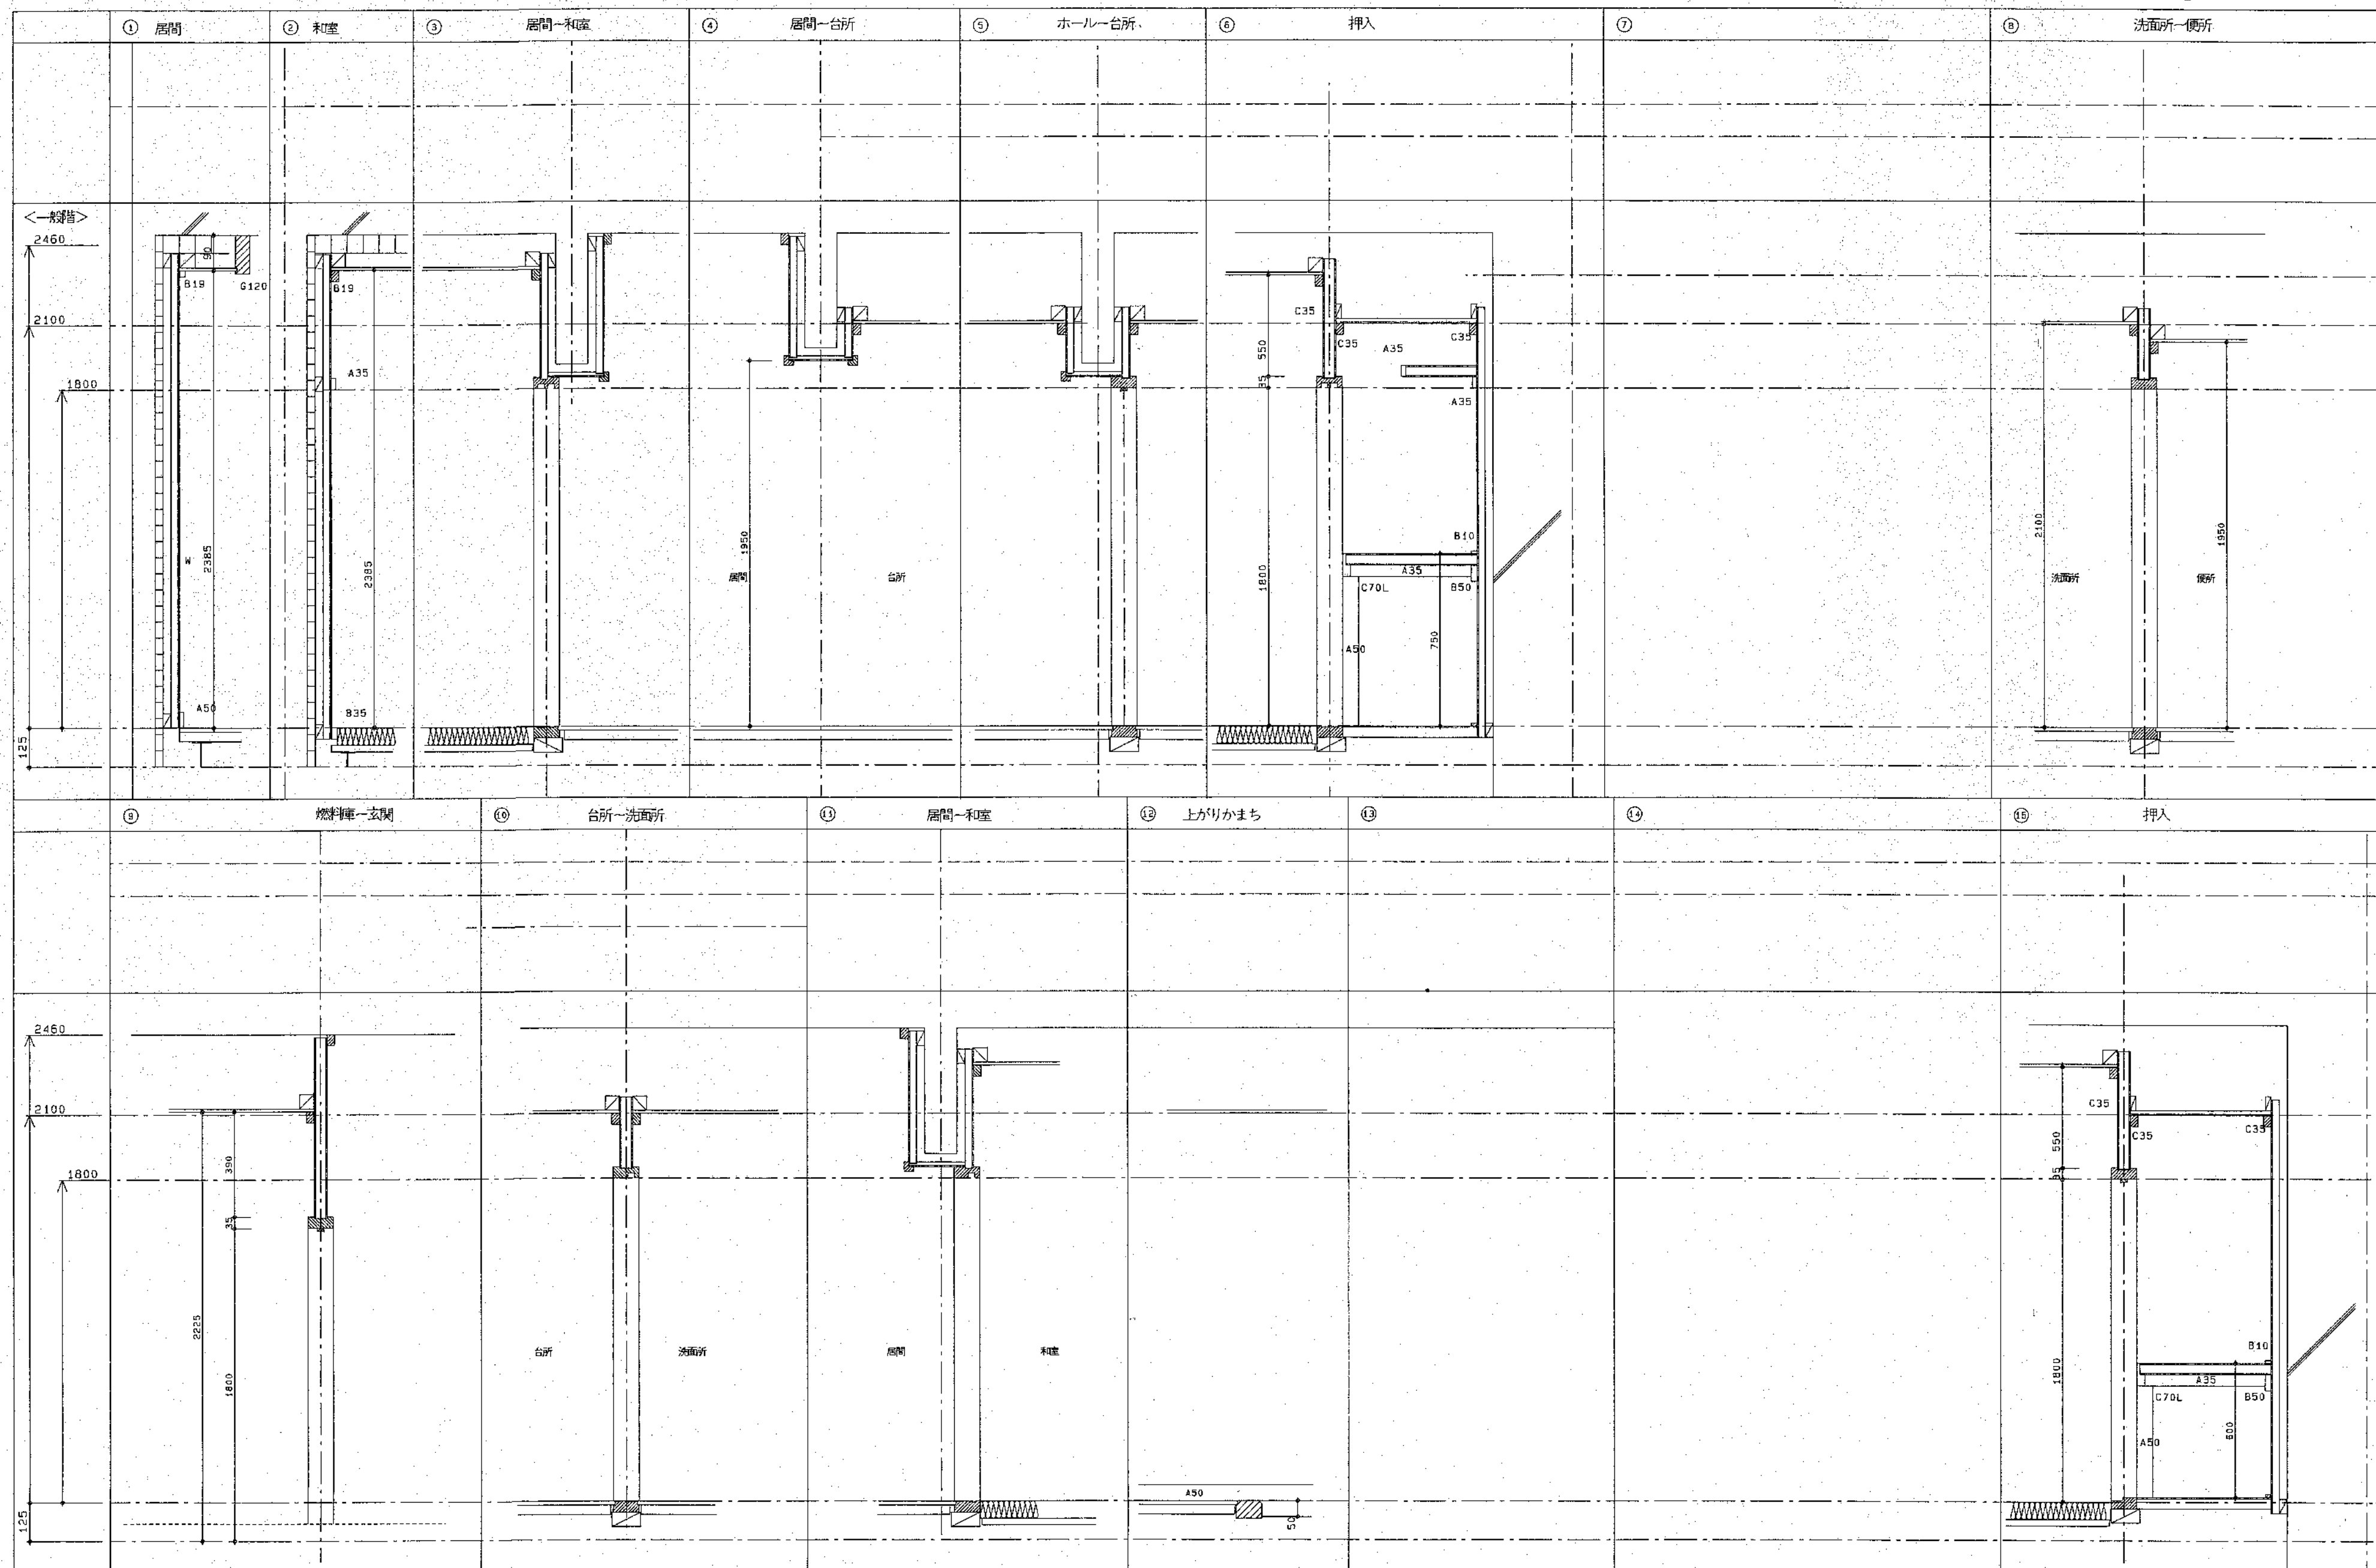 ① 居間
② 和室
③ 居間~和室
④ 居間~台所
⑤ ホール~台所
⑥ 押入
⑦
⑧ 洗面所~便所
<一般階>
2460
2100
1800
125
90
B19
G120
W
2385
A50
B19
A35
2385
B35
1950
居間
台所
C35
550
35
1800
C35
A35
C35
A35
B10
A35
C70L
B50
A50
750
2100
洗面所
便所
1950
⑨ 燃料庫~玄関
⑩ 台所~洗面所
⑪ 居間~和室
⑫ 上がりかまち
⑬
⑭
⑮ 押入
2460
2100
1800
125
2225
390
35
1800
台所
洗面所
居間
和室
A50
50
C35
550
35
1800
C35
C35
B10
A35
C70L
B50
A50
600